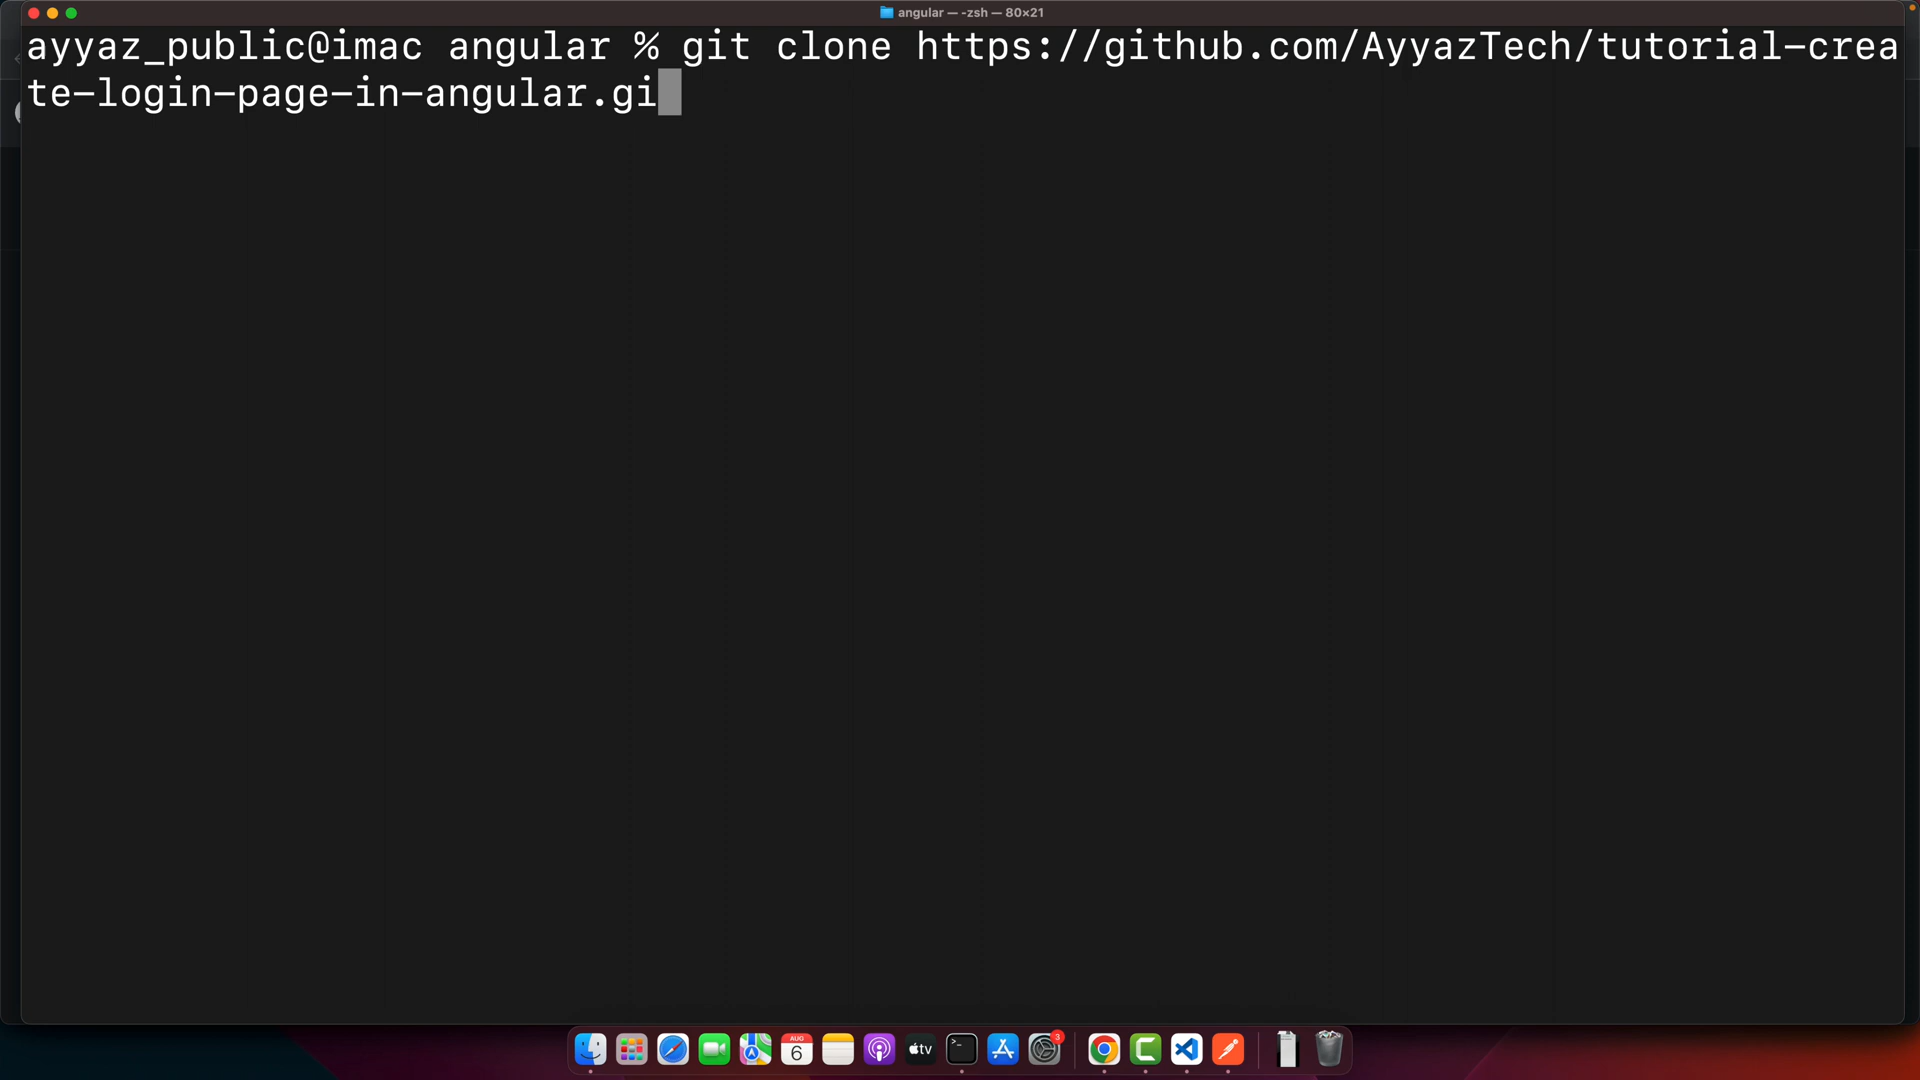 angular — -zsh — 80×21
ayyaz_public@imac angular % git clone https://github.com/AyyazTech/tutorial-crea
te-login-page-in-angular.gi
AUG
6
tv
3